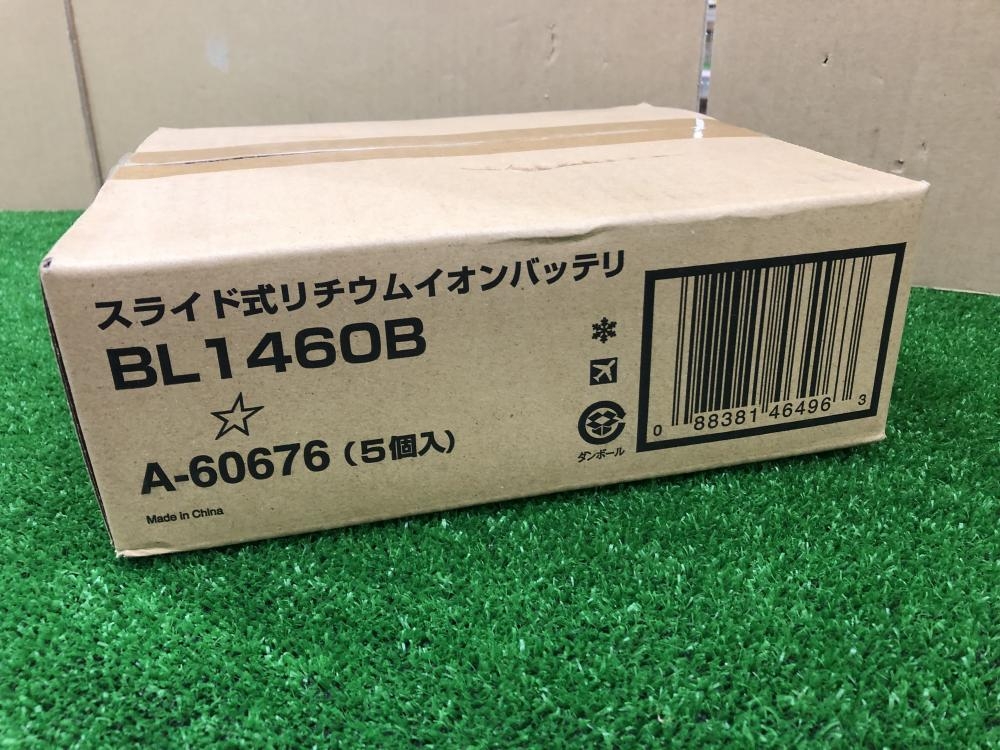 スライド式リチウムイオンバッテリ
BL1460B
☆
A-60676 (5個入)
Made in China
ダンボール
0 88381 46496 3